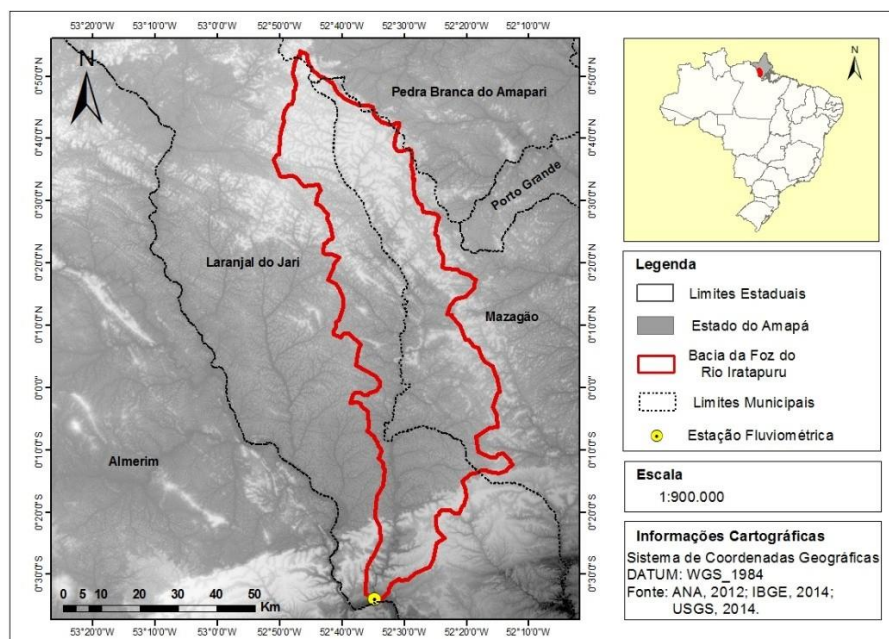 53°20'0"W 53°10'0"W 53°0'0"W 52°50'0"W 52°40'0"W 52°30'0"W 52°20'0"W 52°10'0"W
N
0°50'0"N
0°40'0"N
0°30'0"N
0°20'0"N
0°10'0"N
0°0'0"
0°10'0"S
0°20'0"S
0°30'0"S
Pedra Branca do Amapari
Porto Grande
Laranjal do Jari
Mazagão
Almerim
0 5 10 20 30 40 50
Km
0°50'0"N
0°40'0"N
0°30'0"N
0°20'0"N
0°10'0"N
0°0'0"
0°10'0"S
0°20'0"S
0°30'0"S
53°20'0"W 53°10'0"W 53°0'0"W 52°50'0"W 52°40'0"W 52°30'0"W 52°20'0"W 52°10'0"W
N
Legenda
Limites Estaduais
Estado do Amapá
Bacia da Foz do
Rio Iratapuru
Limites Municipais
Estação Fluviométrica
Escala
1:900.000
Informações Cartográficas
Sistema de Coordenadas Geográficas
DATUM: WGS_1984
Fonte: ANA, 2012; IBGE, 2014;
USGS, 2014.